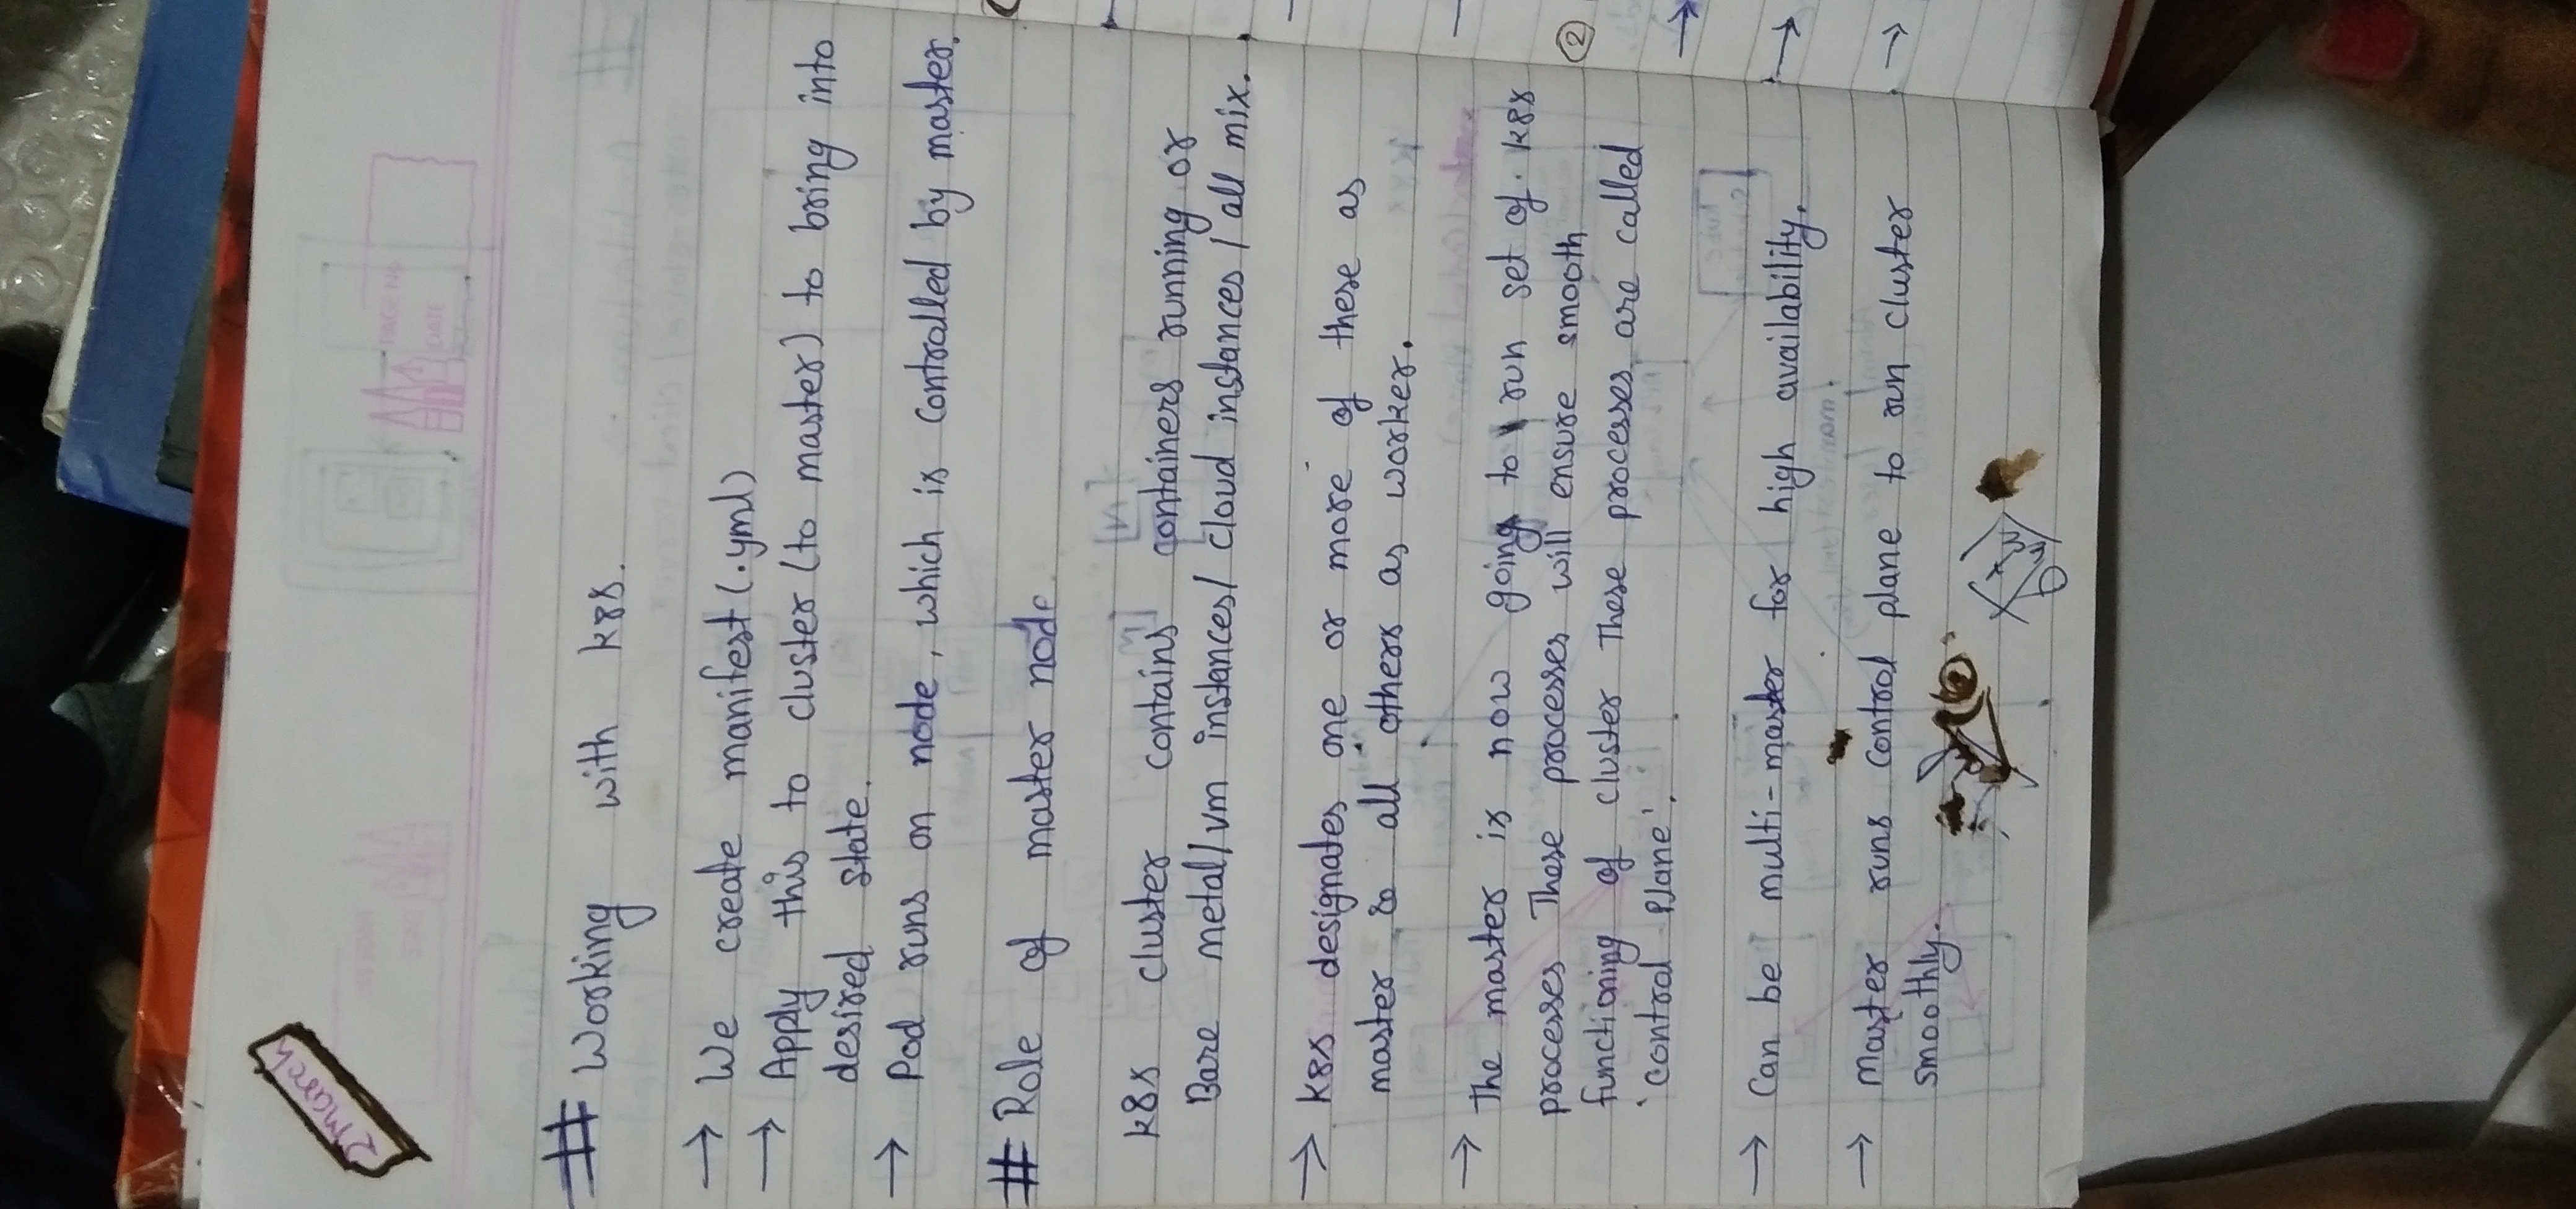 2 March
PAGE No.
DATE
# Working with k8s.
→ We create manifest (.yml)
→ Apply this to cluster (to master) to bring into
desired state.
→ Pod runs on node, which is controlled by master.
# Role of master node
k8s cluster contains containers running or
Bare metal/vm instances/ cloud instances / all mix.
→ K8s designates one or more of these as
master & all others as worker.
→ The master is now going to run set of k8s
processes These processes will ensure smooth
functioning of cluster These processes are called
'control Plane'.
→ Can be multi-master for high availability.
→ Master runs control plane to run cluster
smoothly.
②